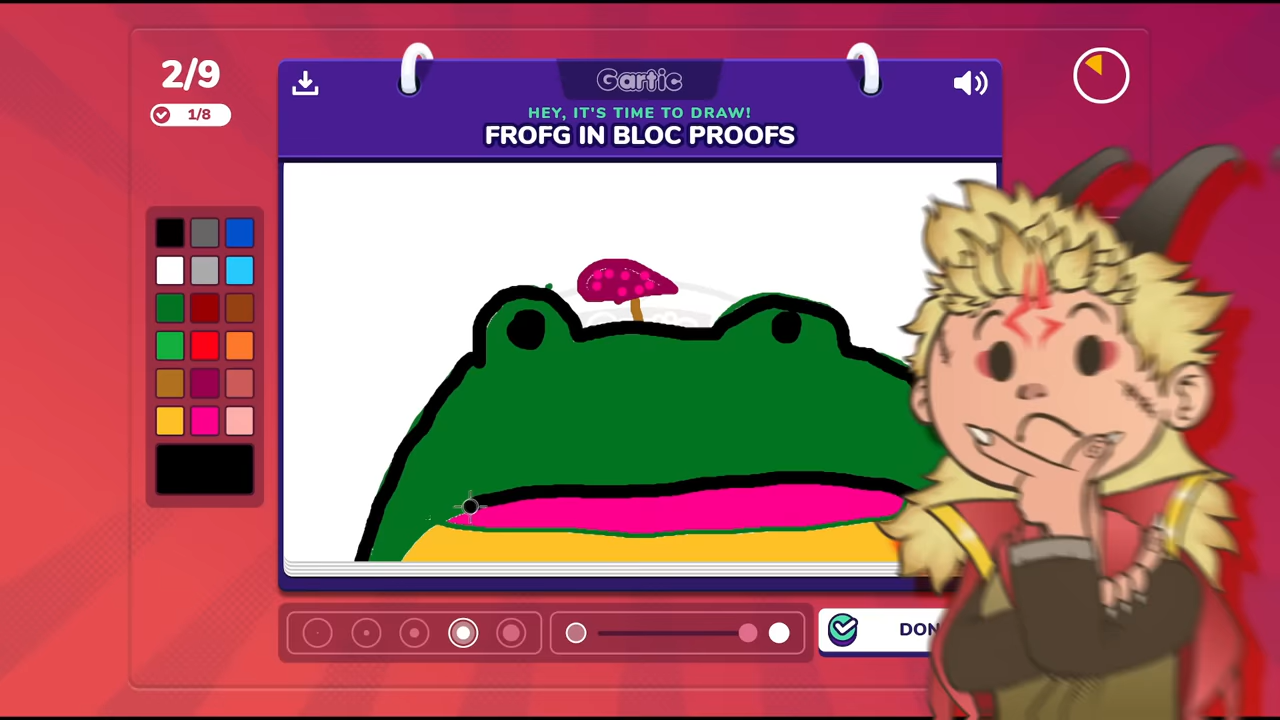 2/9
1/8
Gartic
HEY, IT'S TIME TO DRAW!
FROFG IN BLOC PROOFS
DON